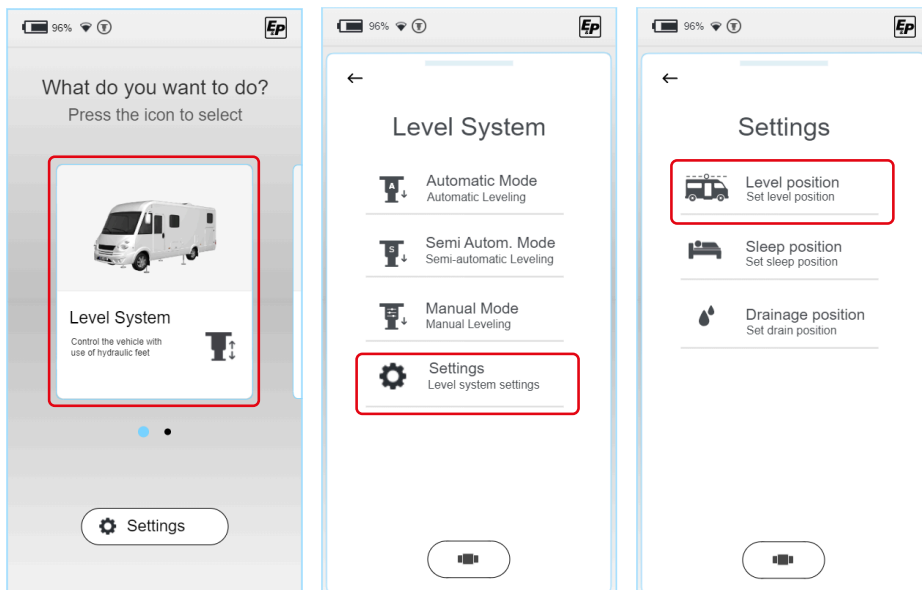 96%
EP
What do you want to do?
Press the icon to select
Level System
Control the vehicle with
use of hydraulic feet
Settings
96%
EP
Level System
A
Automatic Mode
Automatic Leveling
S
Semi Autom. Mode
Semi-automatic Leveling
Manual Mode
Manual Leveling
Settings
Level system settings
96%
EP
Settings
Level position
Set level position
Sleep position
Set sleep position
Drainage position
Set drain position